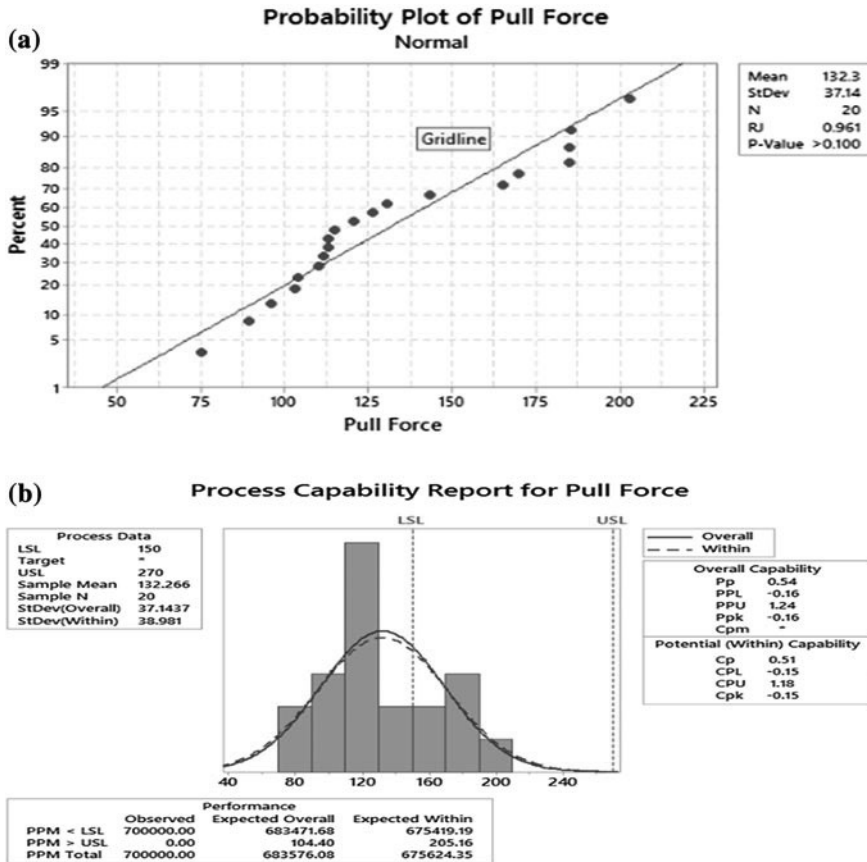 (a)
Probability Plot of Pull Force
Normal
Mean 132.3
StDev 37.14
N 20
RJ 0.961
P-Value >0.100
Gridline
99
95
90
80
70
60
50
40
30
20
10
5
1
Percent
50 75 100 125 150 175 200 225
Pull Force
(b)
Process Capability Report for Pull Force
Process Data
LSL 150
Target -
USL 270
Sample Mean 132.266
Sample N 20
StDev(Overall) 37.1437
StDev(Within) 38.981
LSL USL
Overall
Within
Overall Capability
Pp 0.54
PPL -0.16
PPU 1.24
Ppk -0.16
Cpm -
Potential (Within) Capability
Cp 0.51
CPL -0.15
CPU 1.18
Cpk -0.15
40 80 120 160 200 240
Performance
Observed Expected Overall Expected Within
PPM < LSL 700000.00 683471.68 675419.19
PPM > USL 0.00 104.40 205.16
PPM Total 700000.00 683576.08 675624.35